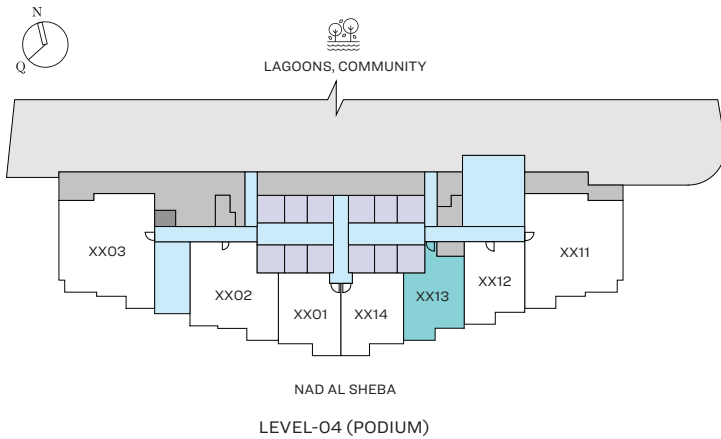 N
Q
LAGOONS, COMMUNITY
XX03
XX02
XX01
XX14
XX13
XX12
XX11
NAD AL SHEBA
LEVEL-04 (PODIUM)